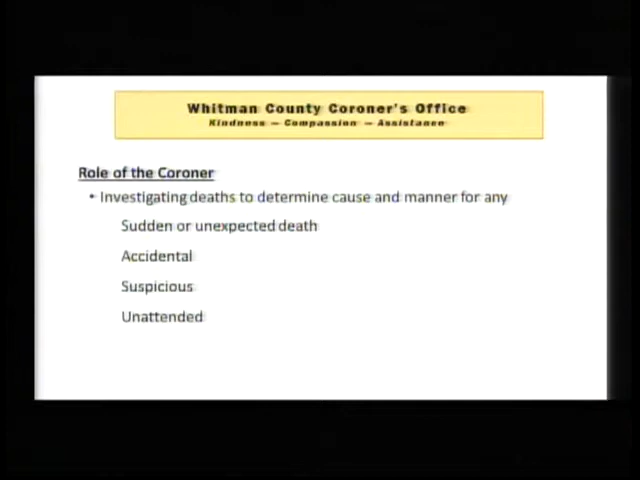 Whitman County Coroner's Office
Kindness — Compassion — Assistance
Role of the Coroner
• Investigating deaths to determine cause and manner for any
Sudden or unexpected death
Accidental
Suspicious
Unattended